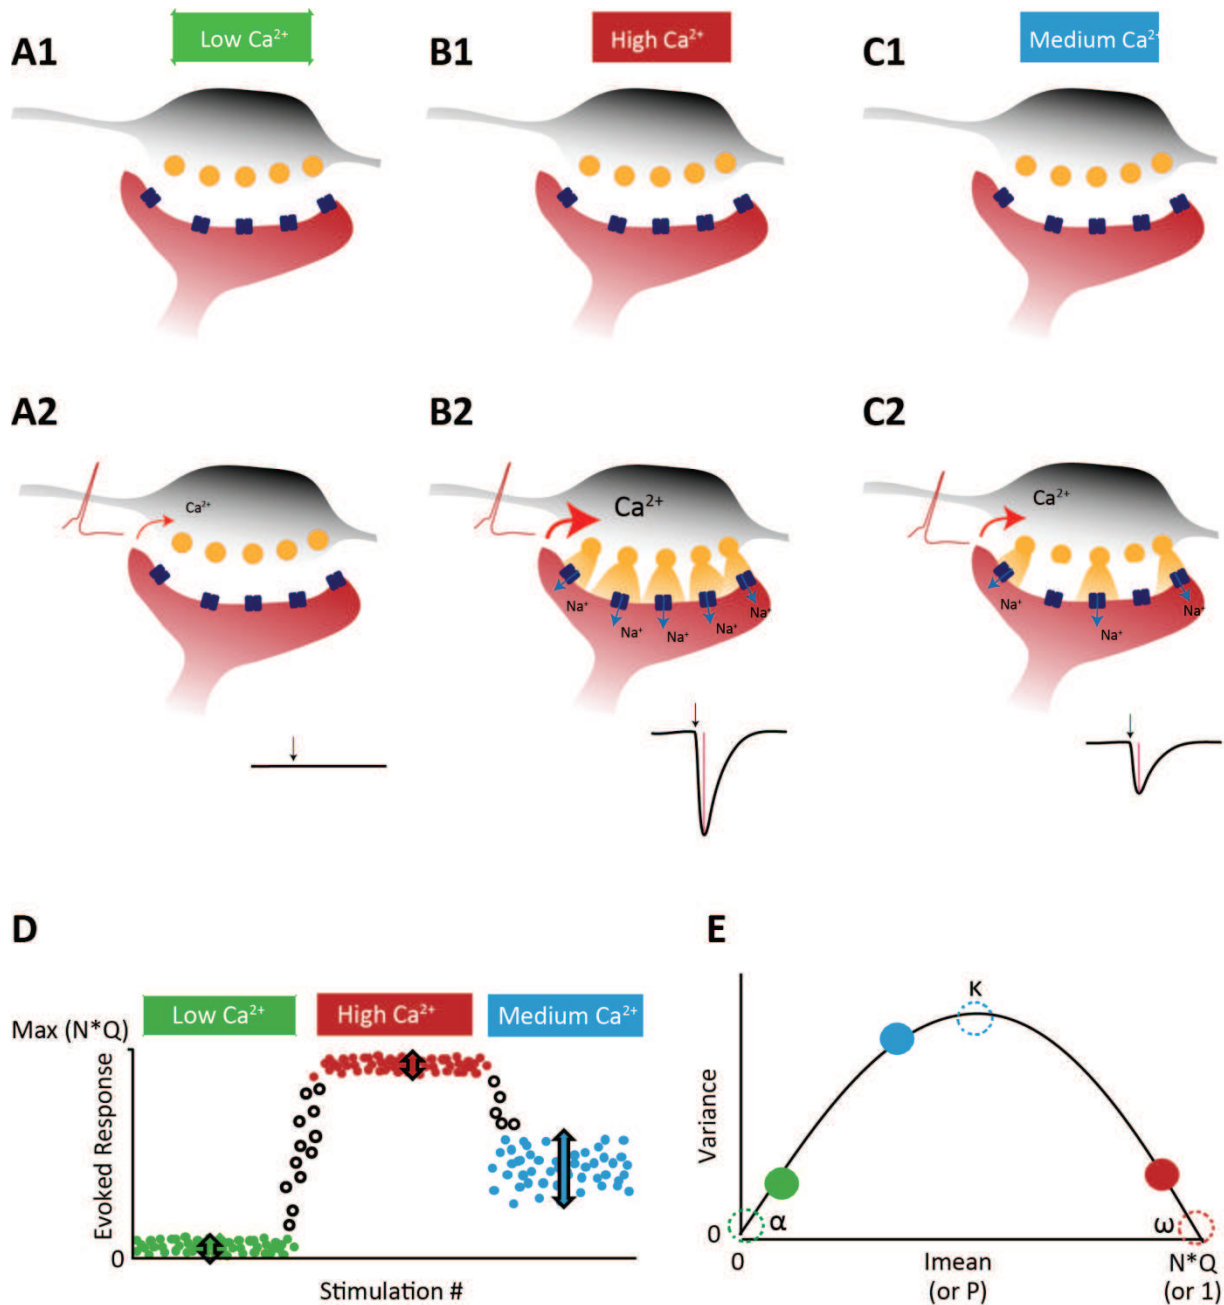 A1
Low Ca²⁺
B1
High Ca²⁺
C1
Medium Ca²⁺
A2
Ca²⁺
B2
Ca²⁺
Na⁺
Na⁺
Na⁺
Na⁺
Na⁺
C2
Ca²⁺
Na⁺
Na⁺
Na⁺
D
Low Ca²⁺
High Ca²⁺
Medium Ca²⁺
Max (N*Q)
Evoked Response
0
Stimulation #
E
Variance
κ
α
ω
0
0
Imean
(or P)
N*Q
(or 1)